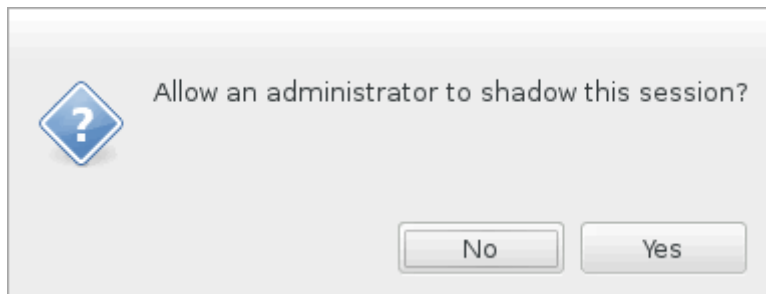 Allow an administrator to shadow this session?
?
No
Yes